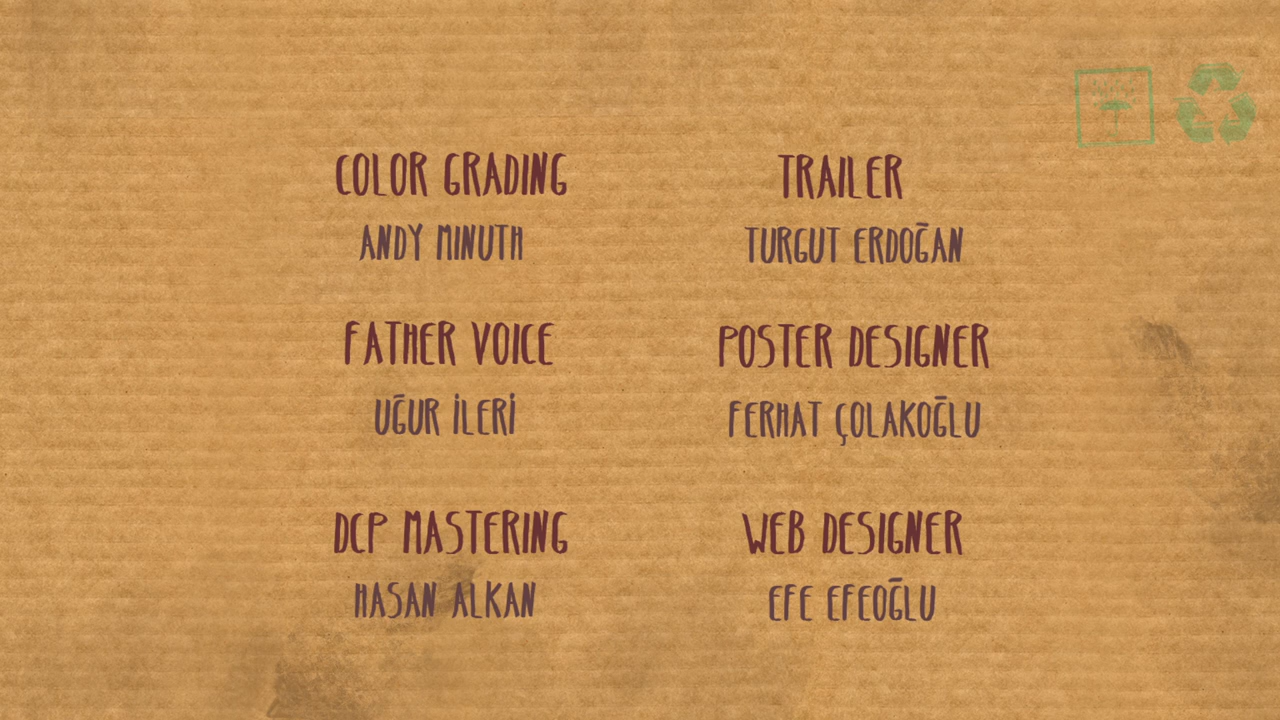 COLOR GRADING
ANDY MINUTH
FATHER VOICE
UĞUR İLERİ
DCP MASTERING
HASAN ALKAN
TRAILER
TURGUT ERDOĞAN
POSTER DESIGNER
FERHAT ÇOLAKOĞLU
WEB DESIGNER
EFE EFEOĞLU